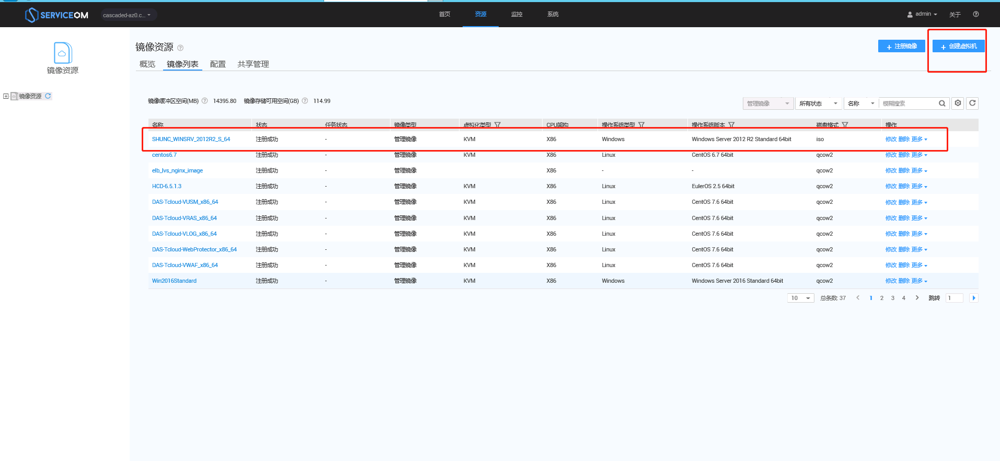 SERVICEOM cascaded-az0.c... 首页 资源 监控 系统 admin 关于
镜像资源
镜像资源
镜像资源
注册镜像 创建虚拟机
概览 镜像列表 配置 共享管理
镜像缓冲区空间(MB) 14395.80 镜像存储可用空间(GB) 114.99
管理镜像 所有状态 名称 模糊搜索
名称 状态 任务状态 镜像类型 虚拟化类型 CPU架构 操作系统类型 操作系统版本 磁盘格式 操作
SHUNC_WINSRV_2012R2_S_64 注册成功 - 管理镜像 KVM X86 Windows Windows Server 2012 R2 Standard 64bit iso 修改 删除 更多
centos6.7 注册成功 - 管理镜像 KVM X86 Linux CentOS 6.7 64bit qcow2 修改 删除 更多
elb_lvs_nginx_image 注册成功 - 管理镜像 X86 - - qcow2 修改 删除 更多
HCD-6.5.1.3 注册成功 - 管理镜像 KVM X86 Linux EulerOS 2.5 64bit qcow2 修改 删除 更多
DAS-Tcloud-VUSM_x86_64 注册成功 - 管理镜像 KVM X86 Linux CentOS 7.6 64bit qcow2 修改 删除 更多
DAS-Tcloud-VRAS_x86_64 注册成功 - 管理镜像 KVM X86 Linux CentOS 7.6 64bit qcow2 修改 删除 更多
DAS-Tcloud-VLOG_x86_64 注册成功 - 管理镜像 KVM X86 Linux CentOS 7.6 64bit qcow2 修改 删除 更多
DAS-Tcloud-WebProtector_x86_64 注册成功 - 管理镜像 KVM X86 Linux CentOS 7.6 64bit qcow2 修改 删除 更多
DAS-Tcloud-VWAF_x86_64 注册成功 - 管理镜像 KVM X86 Linux CentOS 7.6 64bit qcow2 修改 删除 更多
Win2016Standard 注册成功 - 管理镜像 KVM X86 Windows Windows Server 2016 Standard 64bit qcow2 修改 删除 更多
10 总条数: 37 < 1 2 3 4 > 跳转 1